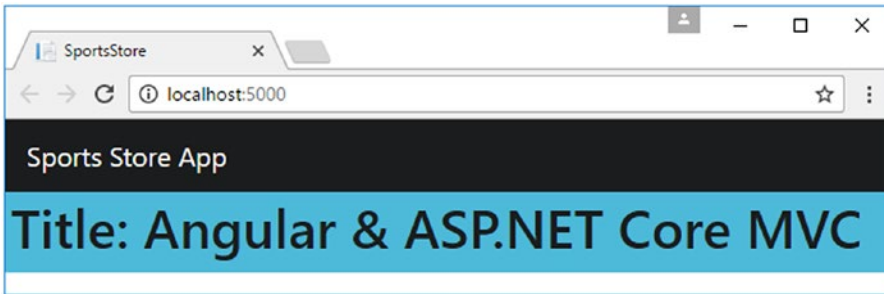 SportsStore
localhost:5000
Sports Store App
Title: Angular & ASP.NET Core MVC